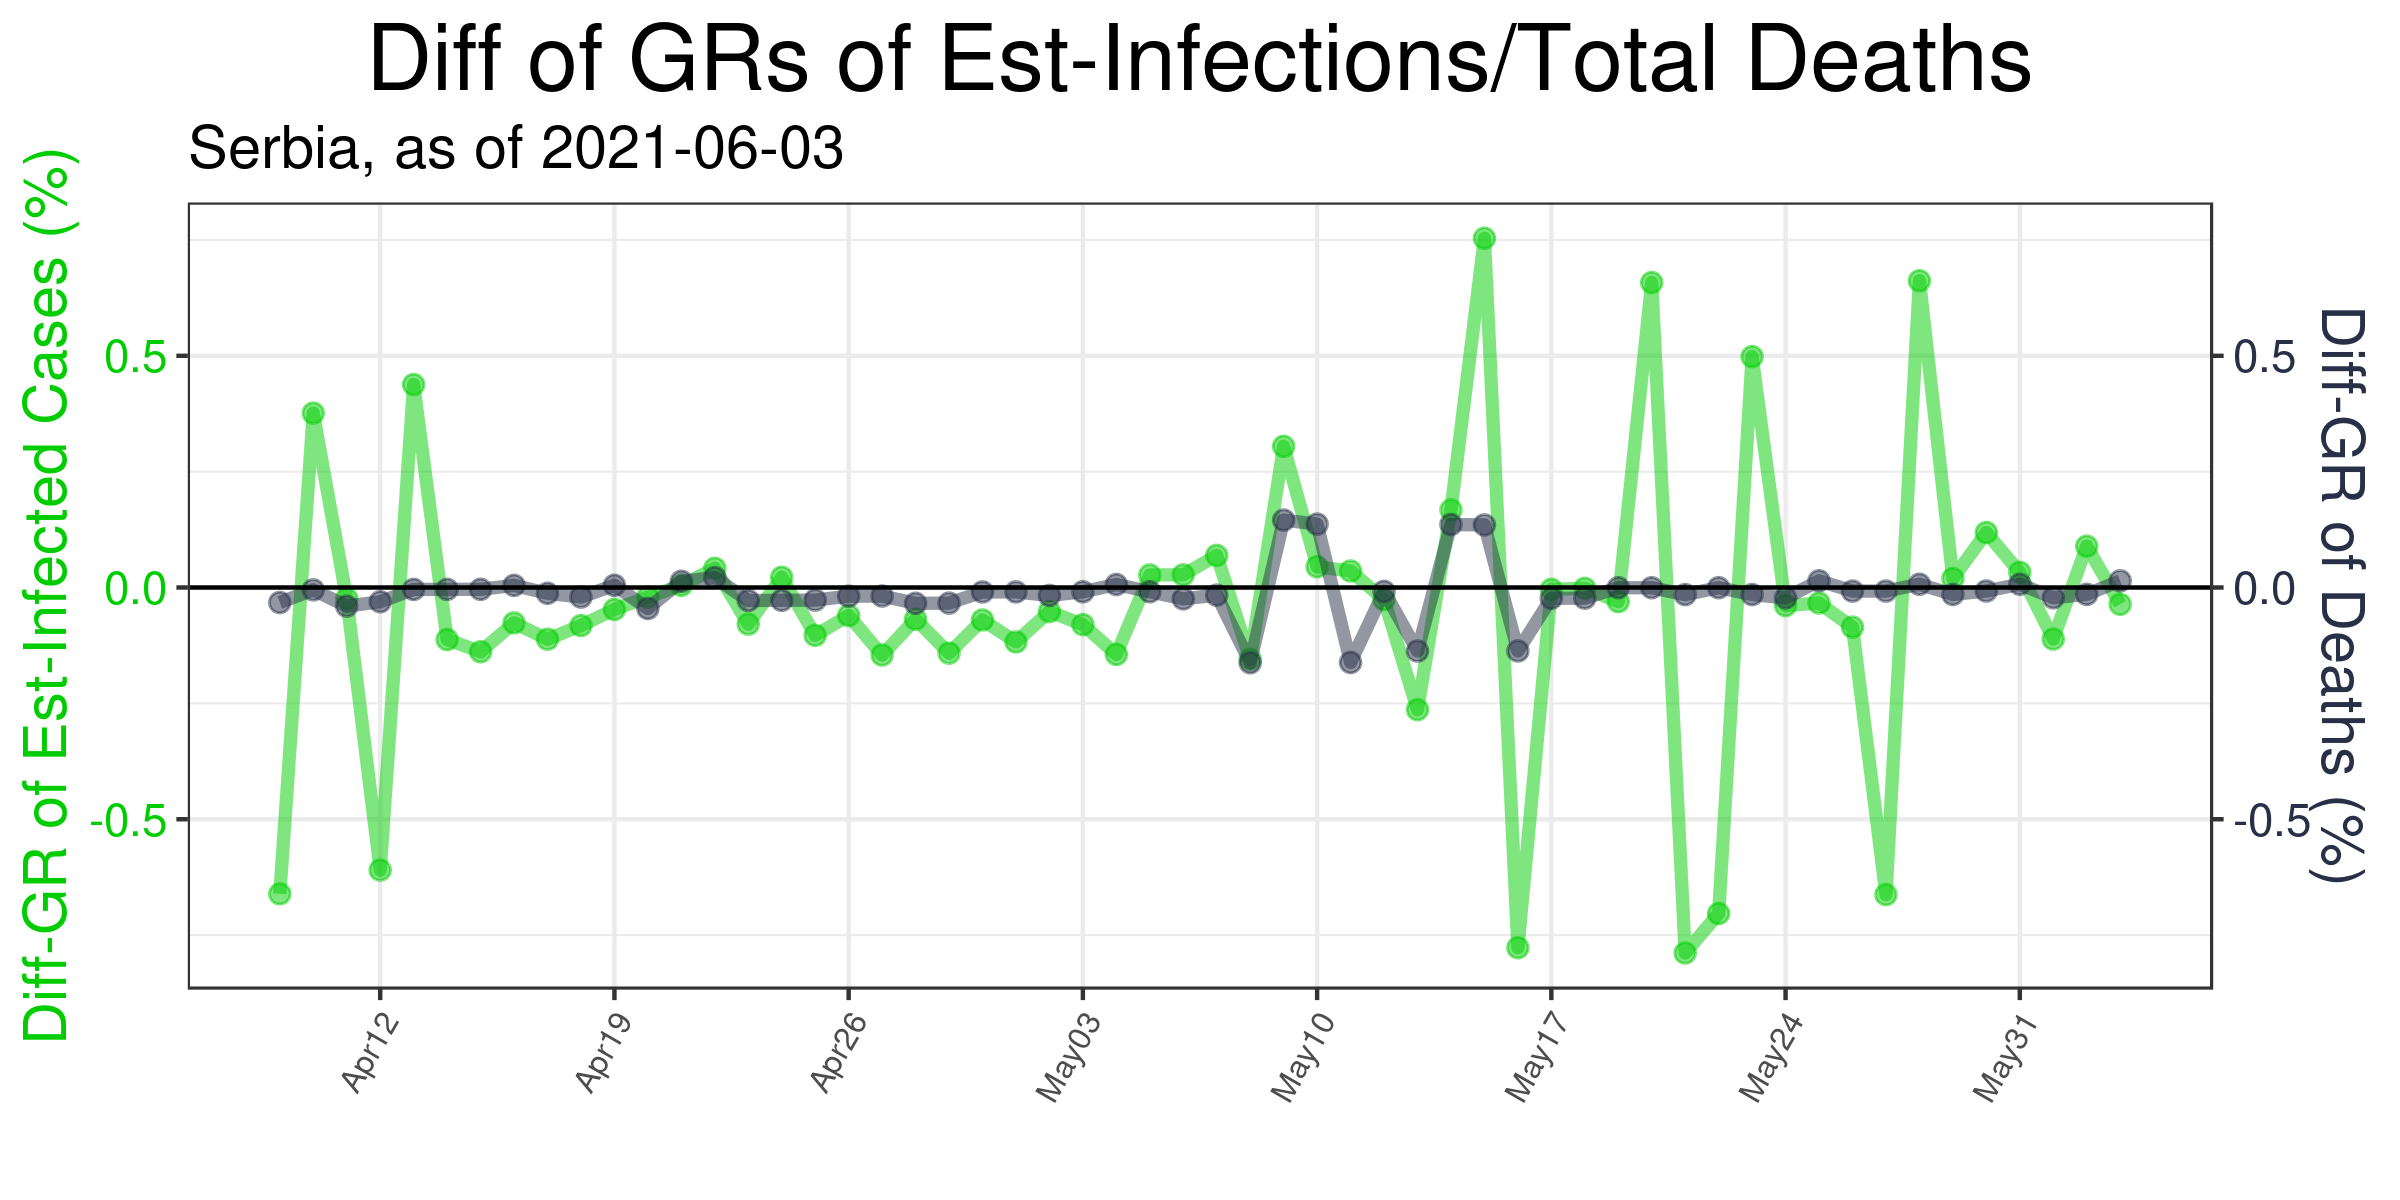 Diff of GRs of Est-Infections/Total Deaths
Serbia, as of 2021-06-03
Diff-GR of Est-Infected Cases (%)
0.5
0.0
-0.5
0.5
0.0
-0.5
Diff-GR of Deaths (%)
Apr12
Apr19
Apr26
May03
May10
May17
May24
May31